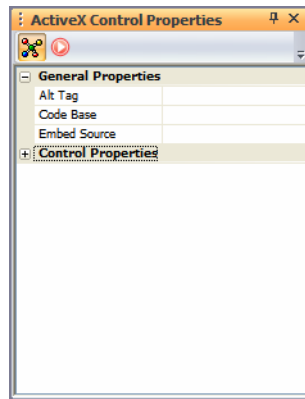 ActiveX Control Properties
General Properties
Alt Tag
Code Base
Embed Source
Control Properties